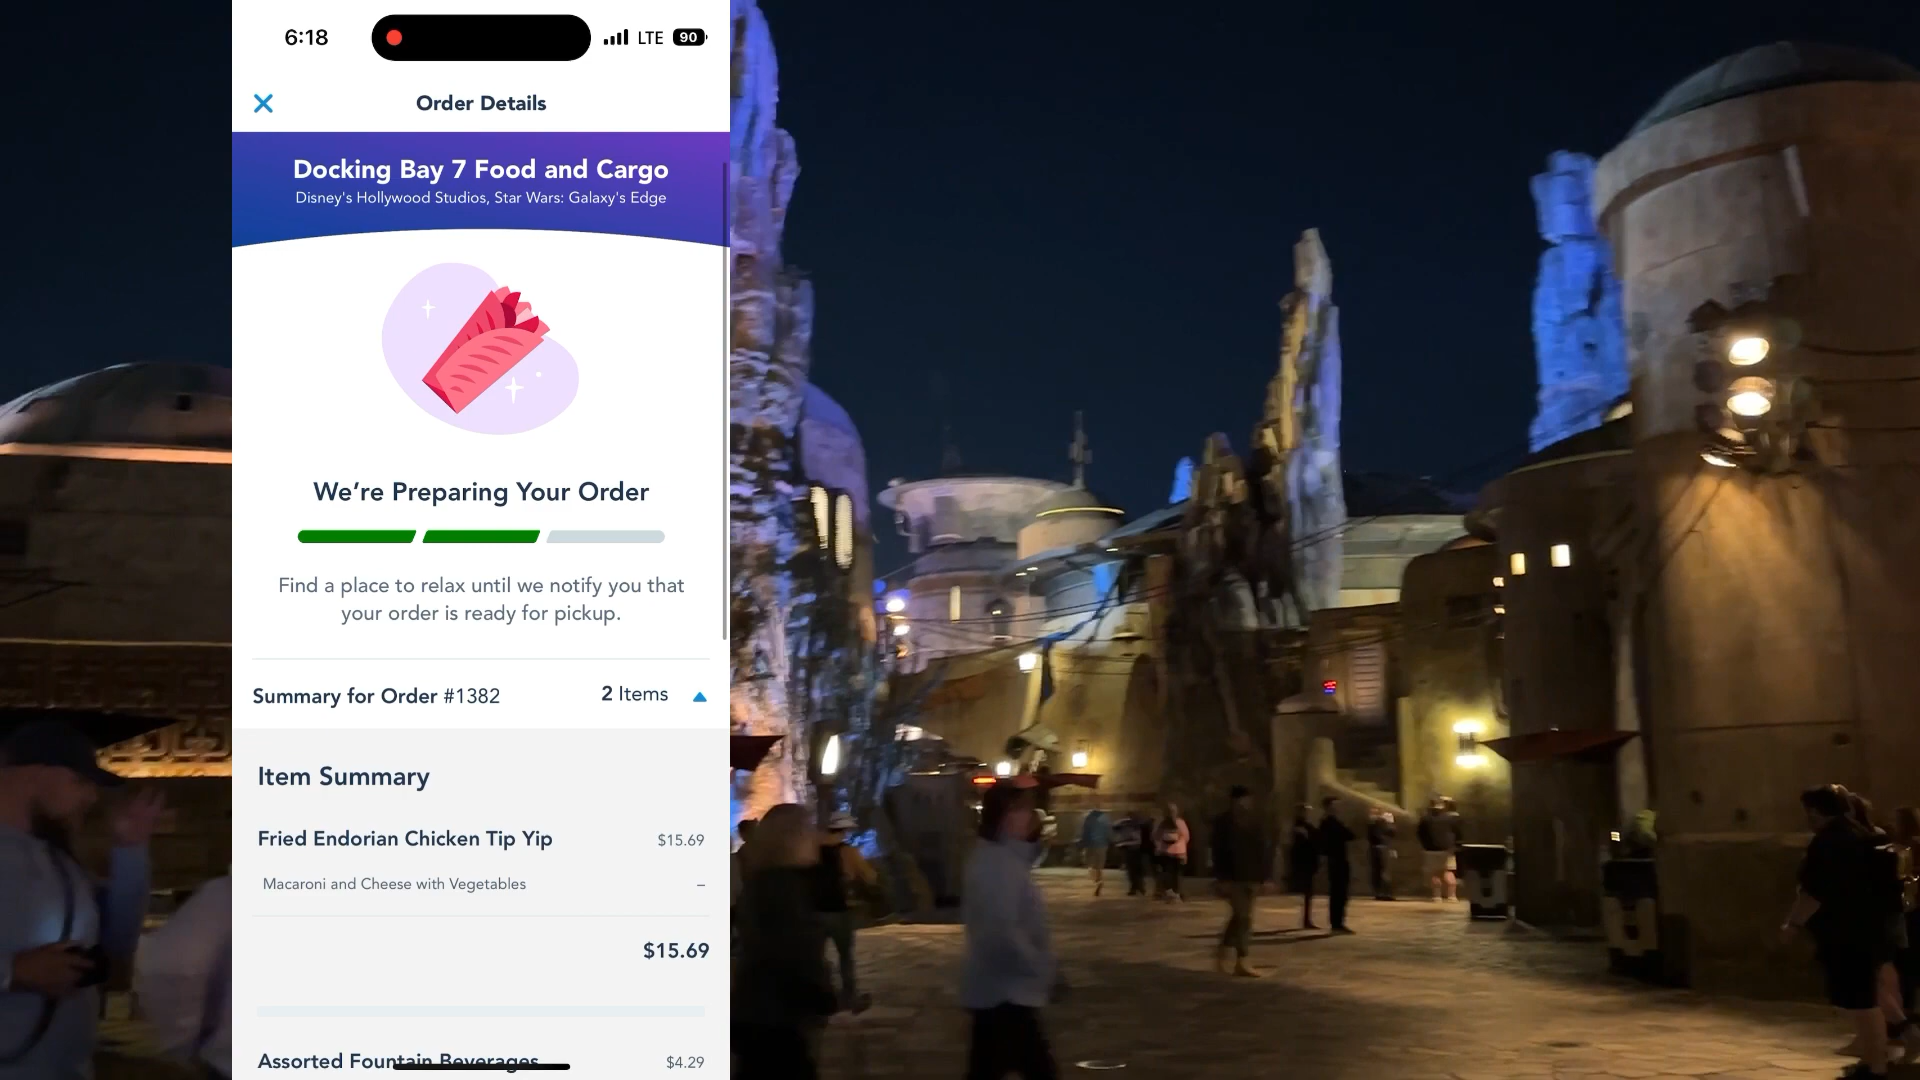 6:18
LTE
90
Order Details
Docking Bay 7 Food and Cargo
Disney's Hollywood Studios, Star Wars: Galaxy's Edge
We're Preparing Your Order
Find a place to relax until we notify you that
your order is ready for pickup.
Summary for Order #1382
2 Items
Item Summary
Fried Endorian Chicken Tip Yip
$15.69
Macaroni and Cheese with Vegetables
–
$15.69
Assorted Fountain Beverages
$4.29